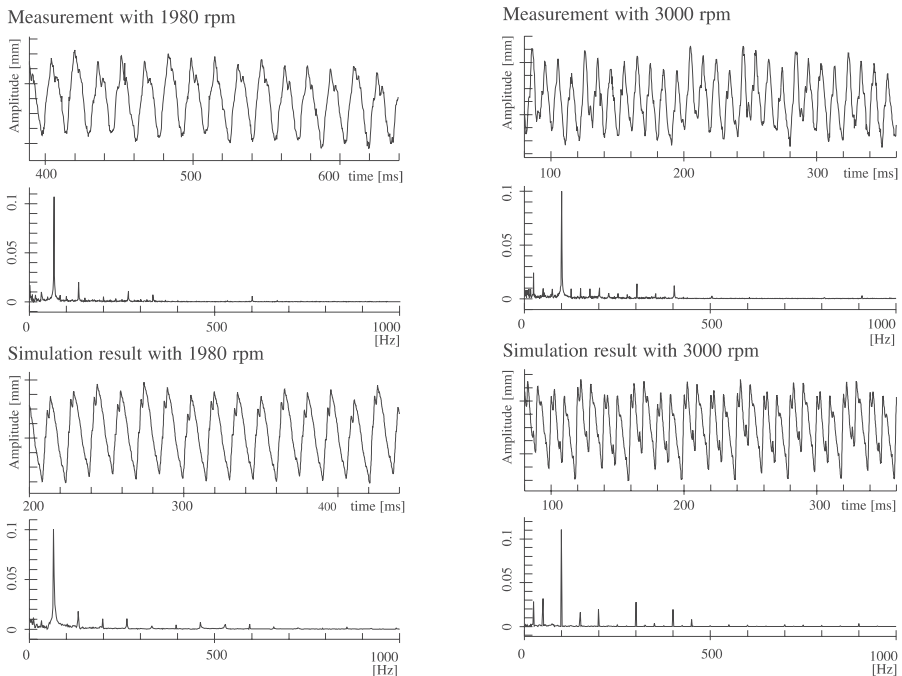 Measurement with 1980 rpm
Amplitude [mm]
400
500
600
time [ms]
0.1
0.05
0
0
500
1000
[Hz]
Simulation result with 1980 rpm
Amplitude [mm]
200
300
400
time [ms]
0.1
0.05
0
0
500
1000
[Hz]
Measurement with 3000 rpm
Amplitude [mm]
100
200
300
time [ms]
0.1
0.05
0
0
500
1000
[Hz]
Simulation result with 3000 rpm
Amplitude [mm]
100
200
300
time [ms]
0.1
0.05
0
0
500
1000
[Hz]